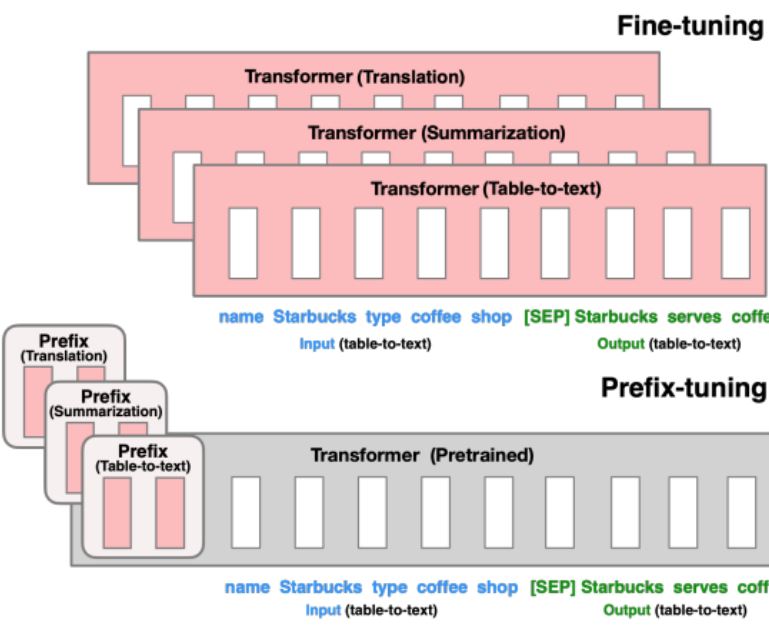 Fine-tuning
Transformer (Translation)
Transformer (Summarization)
Transformer (Table-to-text)
name Starbucks type coffee shop [SEP] Starbucks serves coffe
Input (table-to-text) Output (table-to-text)
Prefix-tuning
Prefix
(Translation)
Prefix
(Summarization)
Prefix
(Table-to-text)
Transformer (Pretrained)
name Starbucks type coffee shop [SEP] Starbucks serves coff
Input (table-to-text) Output (table-to-text)